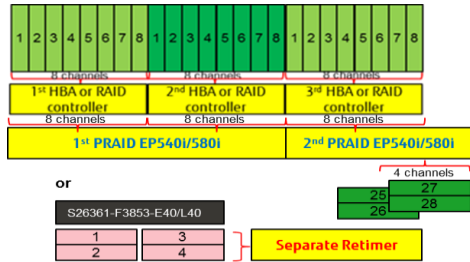 1 2 3 4 5 6 7 8 1 2 3 4 5 6 7 8 1 2 3 4 5 6 7 8
8 channels 8 channels 8 channels
1st HBA or RAID controller
2nd HBA or RAID controller
3rd HBA or RAID controller
8 channels 8 channels 8 channels
1st PRAID EP540i/580i 2nd PRAID EP540i/580i
4 channels
25 27
26 28
or
S26361-F3853-E40/L40
1 3
2 4
Separate Retimer